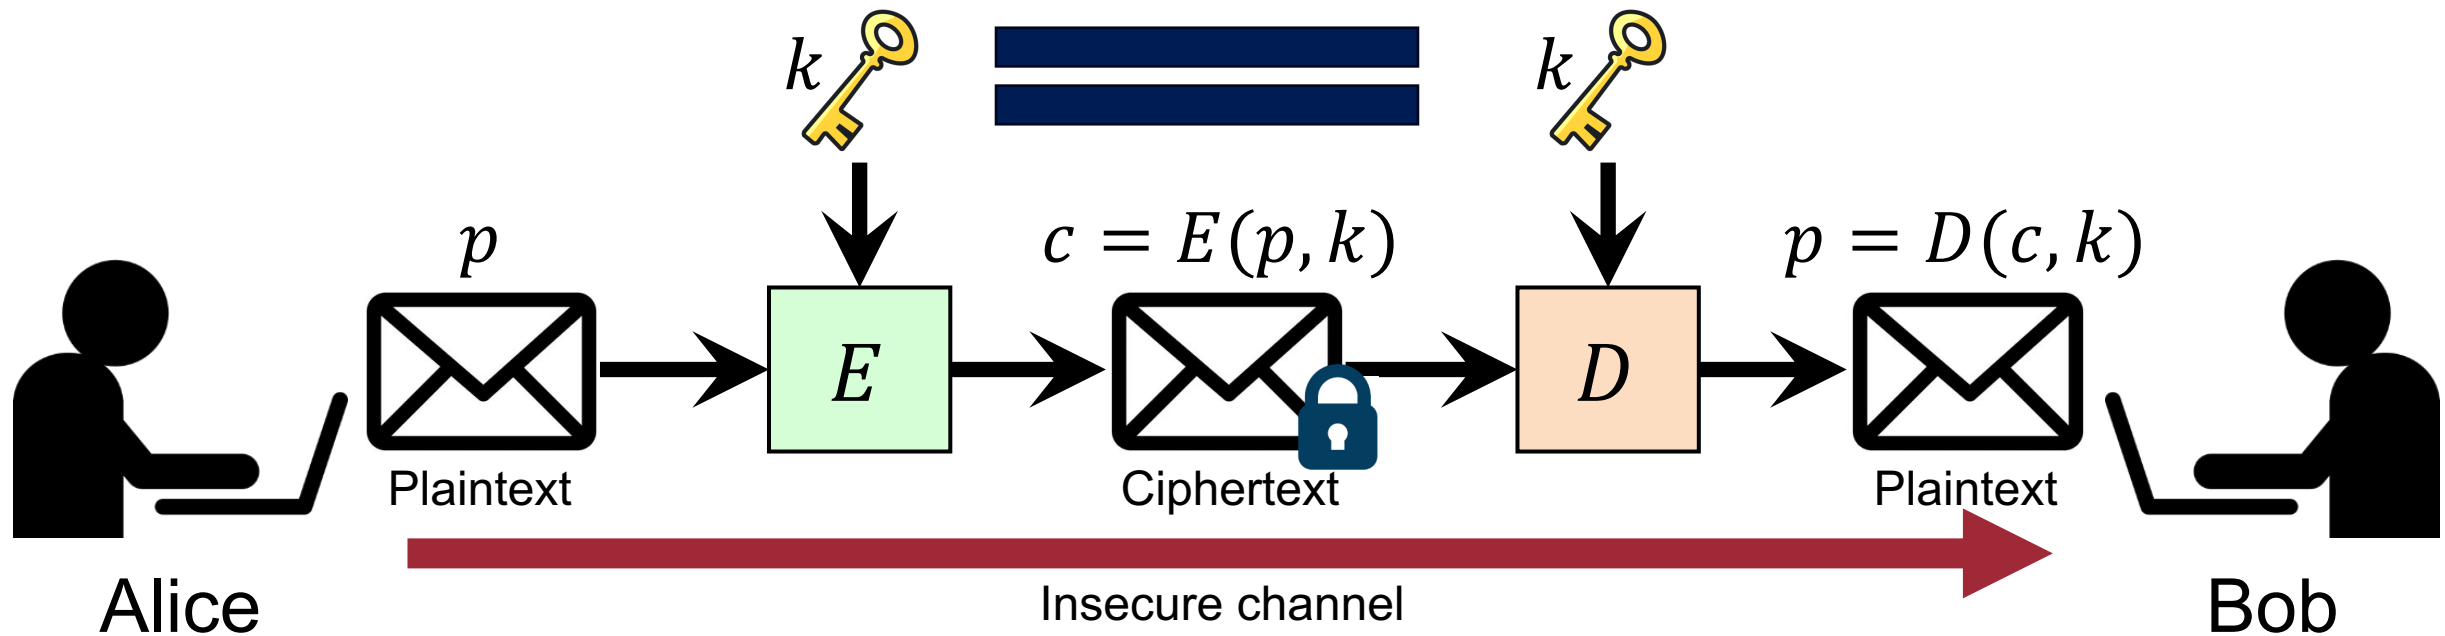 k
k
p
c = E(p, k)
p = D(c, k)
E
D
Plaintext
Ciphertext
Plaintext
Insecure channel
Alice
Bob